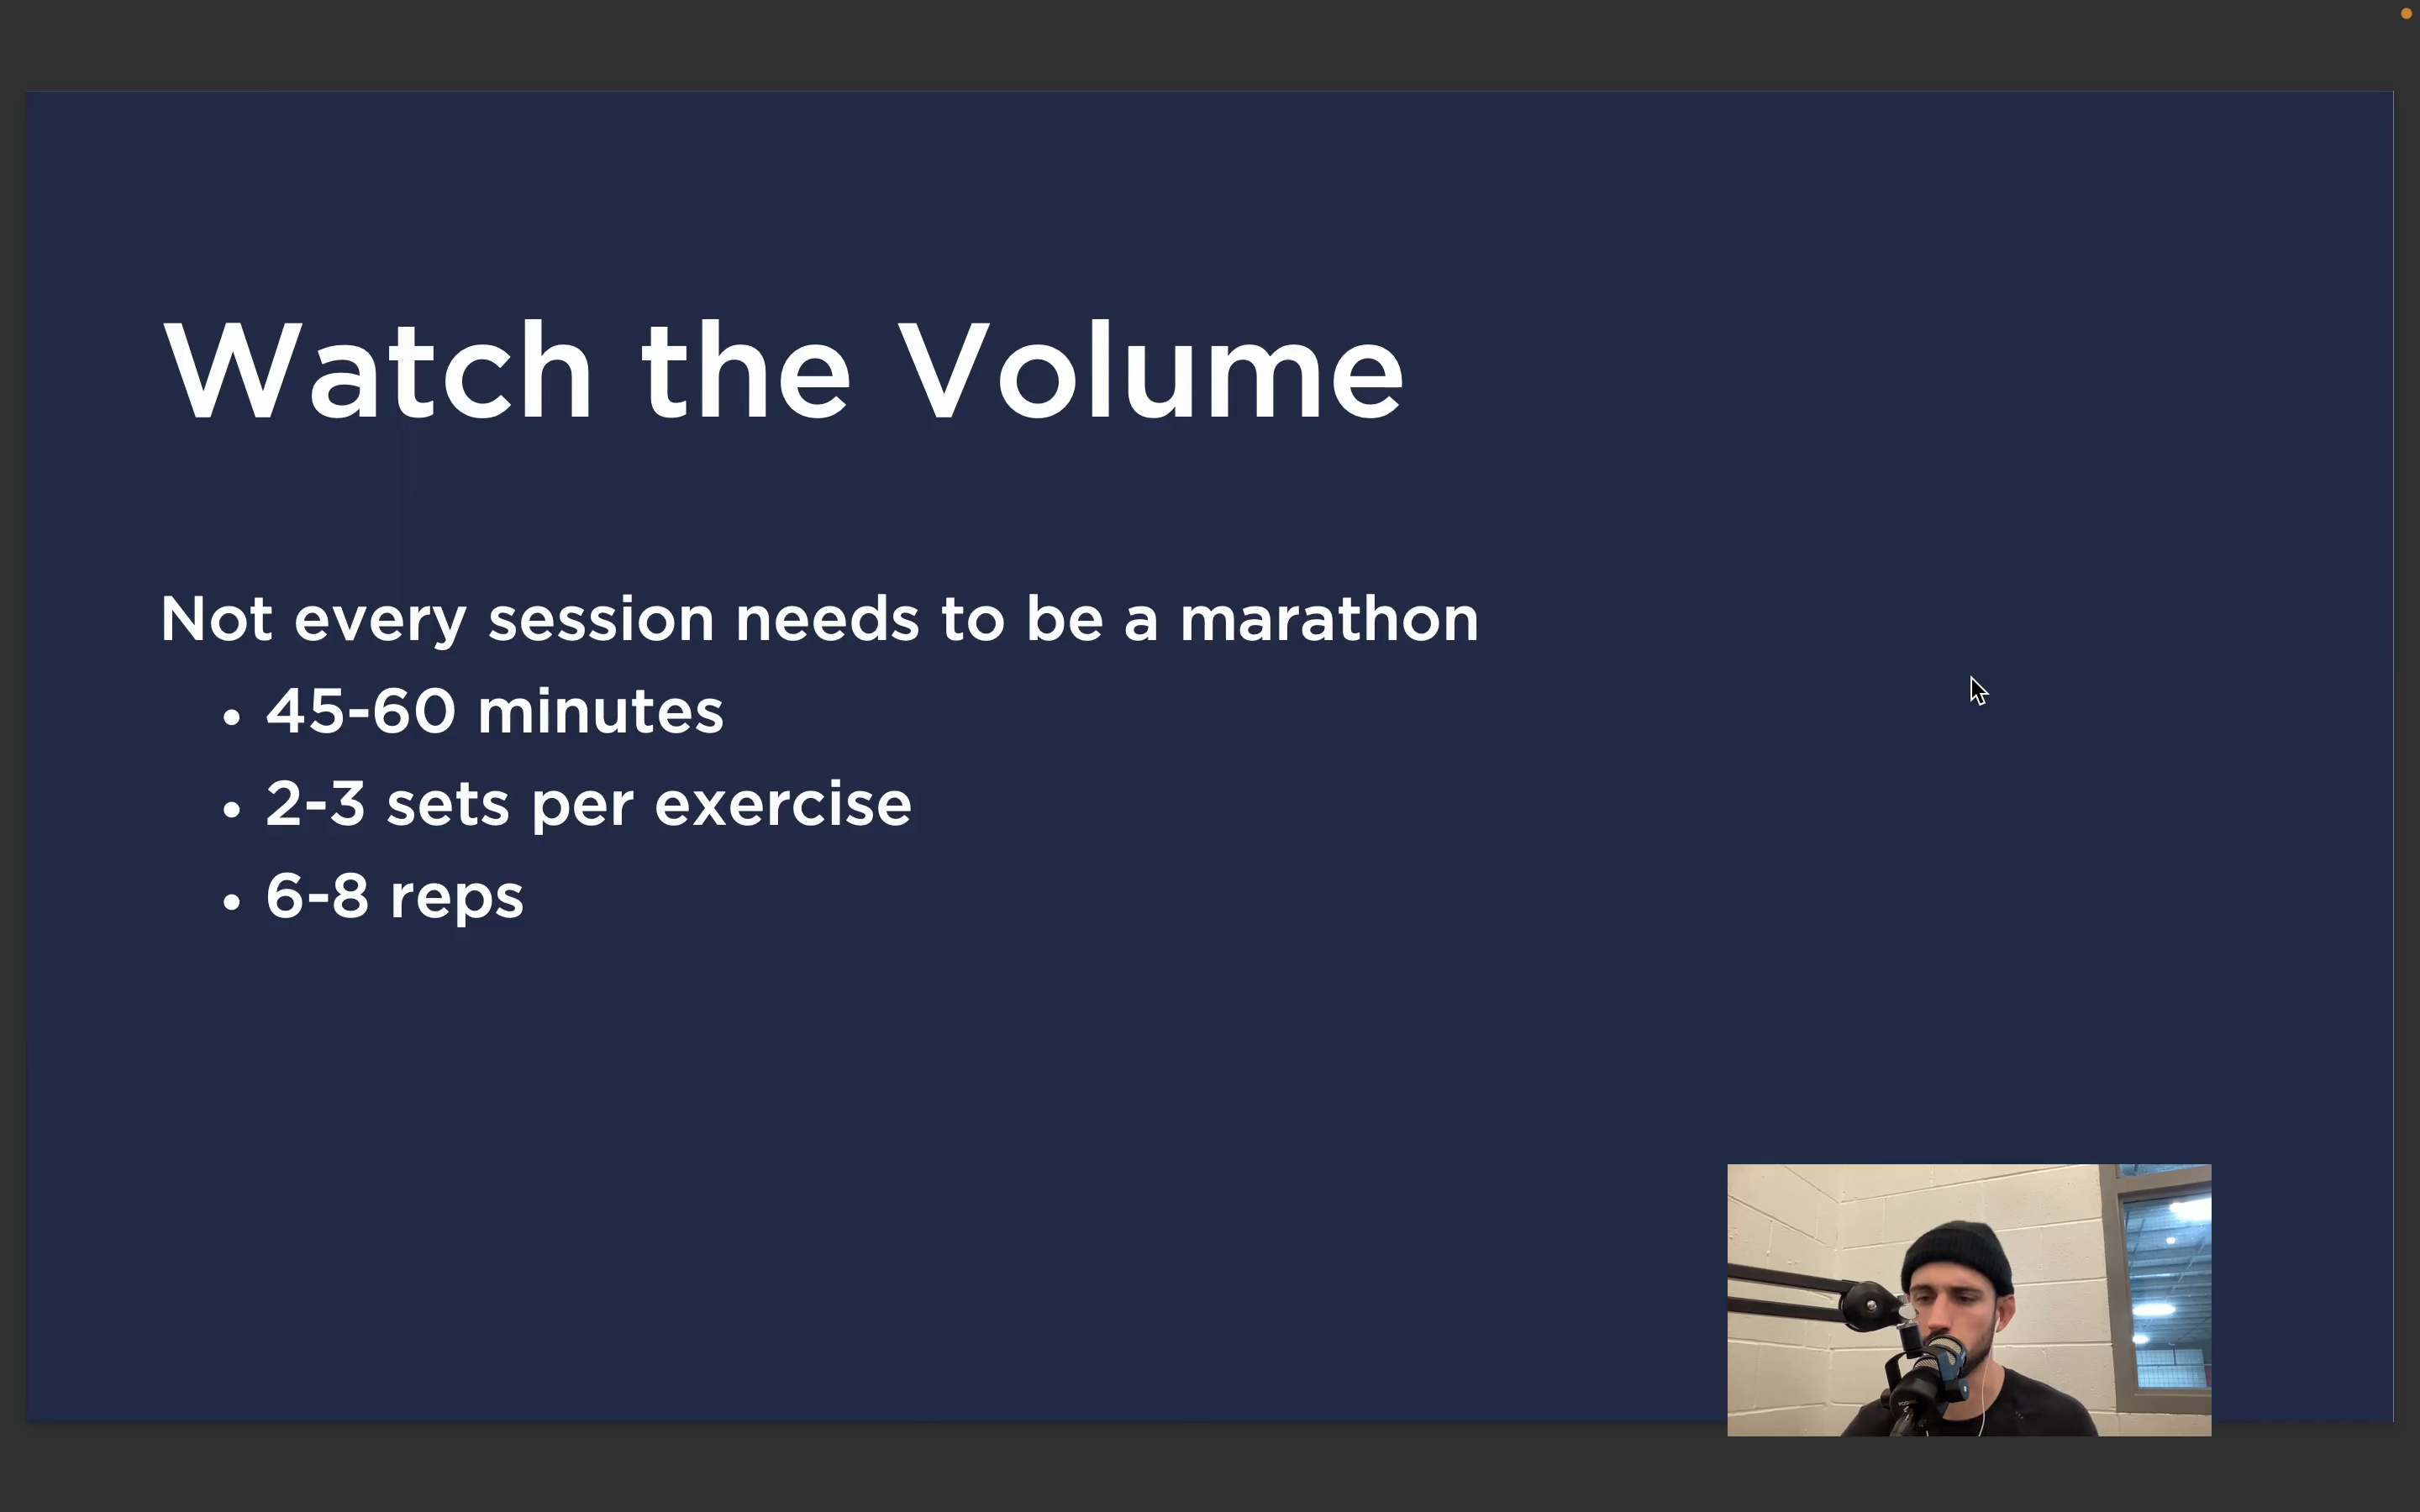 Watch the Volume
Not every session needs to be a marathon
• 45-60 minutes
• 2-3 sets per exercise
• 6-8 reps